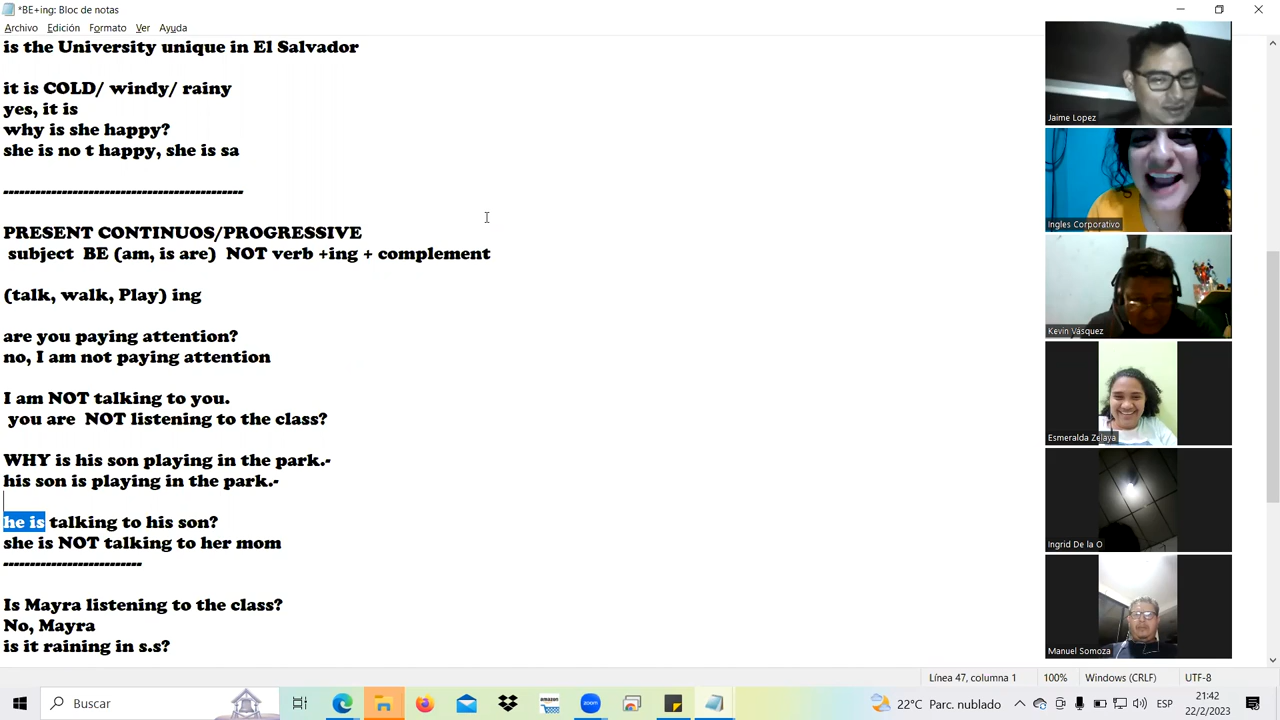 *BE+ing: Bloc de notas
Archivo Edición Formato Ver Ayuda
is the University unique in El Salvador
it is COLD/ windy/ rainy
yes, it is
why is she happy?
she is no t happy, she is sa
-------------------------------------------
PRESENT CONTINUOS/PROGRESSIVE
subject BE (am, is are) NOT verb +ing + complement
(talk, walk, Play) ing
are you paying attention?
no, I am not paying attention
I am NOT talking to you.
you are NOT listening to the class?
WHY is his son playing in the park.-
his son is playing in the park.-
he is talking to his son?
she is NOT talking to her mom
-------------------------
Is Mayra listening to the class?
No, Mayra
is it raining in s.s?
Jaime Lopez
Ingles Corporativo
Kevin Vásquez
Esmeralda Zelaya
Ingrid De la O
Manuel Somoza
Línea 47, columna 1 100% Windows (CRLF) UTF-8
Buscar
amazon
zoom
22°C Parc. nublado
ESP
21:42
22/2/2023